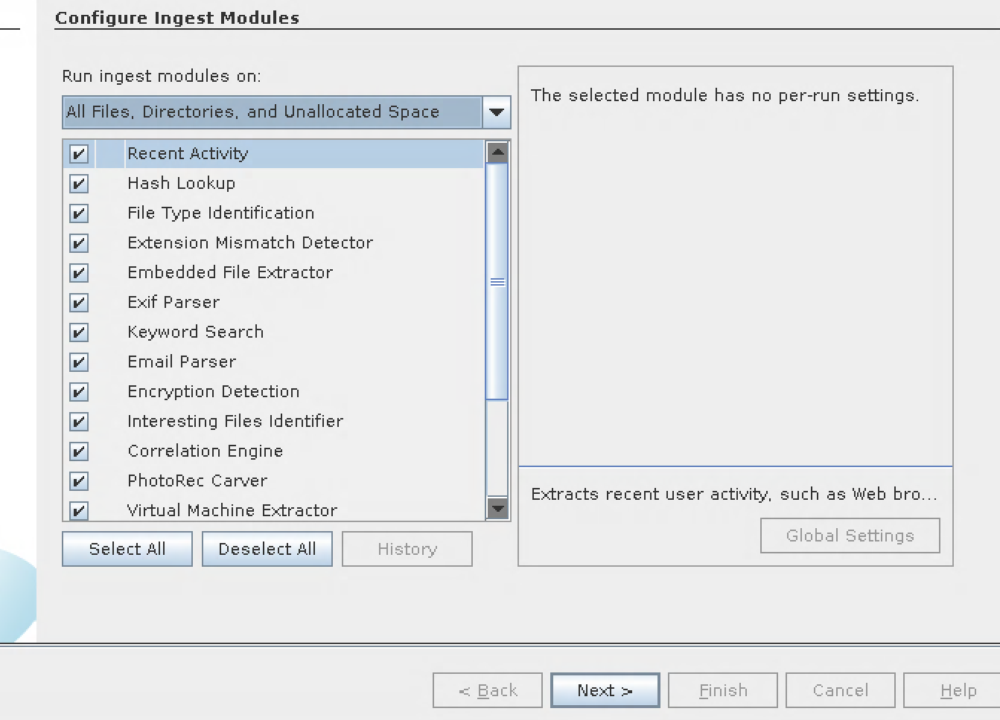 Configure Ingest Modules
Run ingest modules on:
All Files, Directories, and Unallocated Space
Recent Activity
Hash Lookup
File Type Identification
Extension Mismatch Detector
Embedded File Extractor
Exif Parser
Keyword Search
Email Parser
Encryption Detection
Interesting Files Identifier
Correlation Engine
PhotoRec Carver
Virtual Machine Extractor
Select All
Deselect All
History
The selected module has no per-run settings.
Extracts recent user activity, such as Web bro...
Global Settings
< Back
Next >
Finish
Cancel
Help